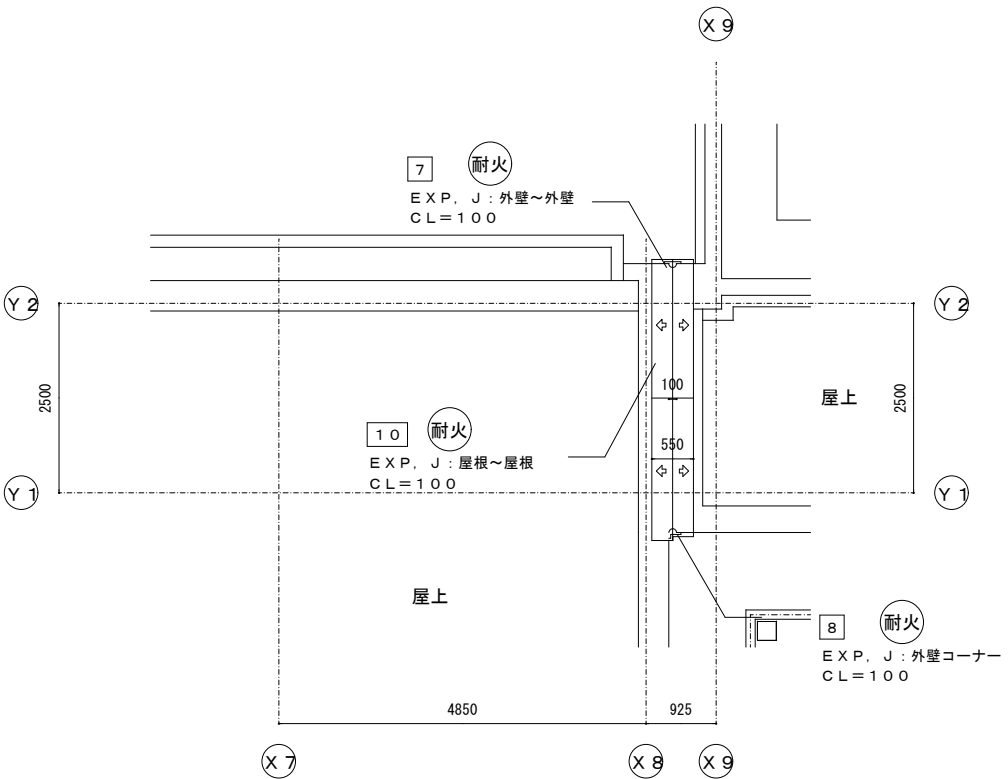 X9
7
耐火
EXP, J:外壁~外壁
CL=100
Y2
Y2
2500
100
屋上
2500
10
耐火
EXP, J:屋根~屋根
CL=100
550
Y1
Y1
屋上
8
耐火
EXP, J:外壁コーナー
CL=100
4850
925
X7
X8
X9